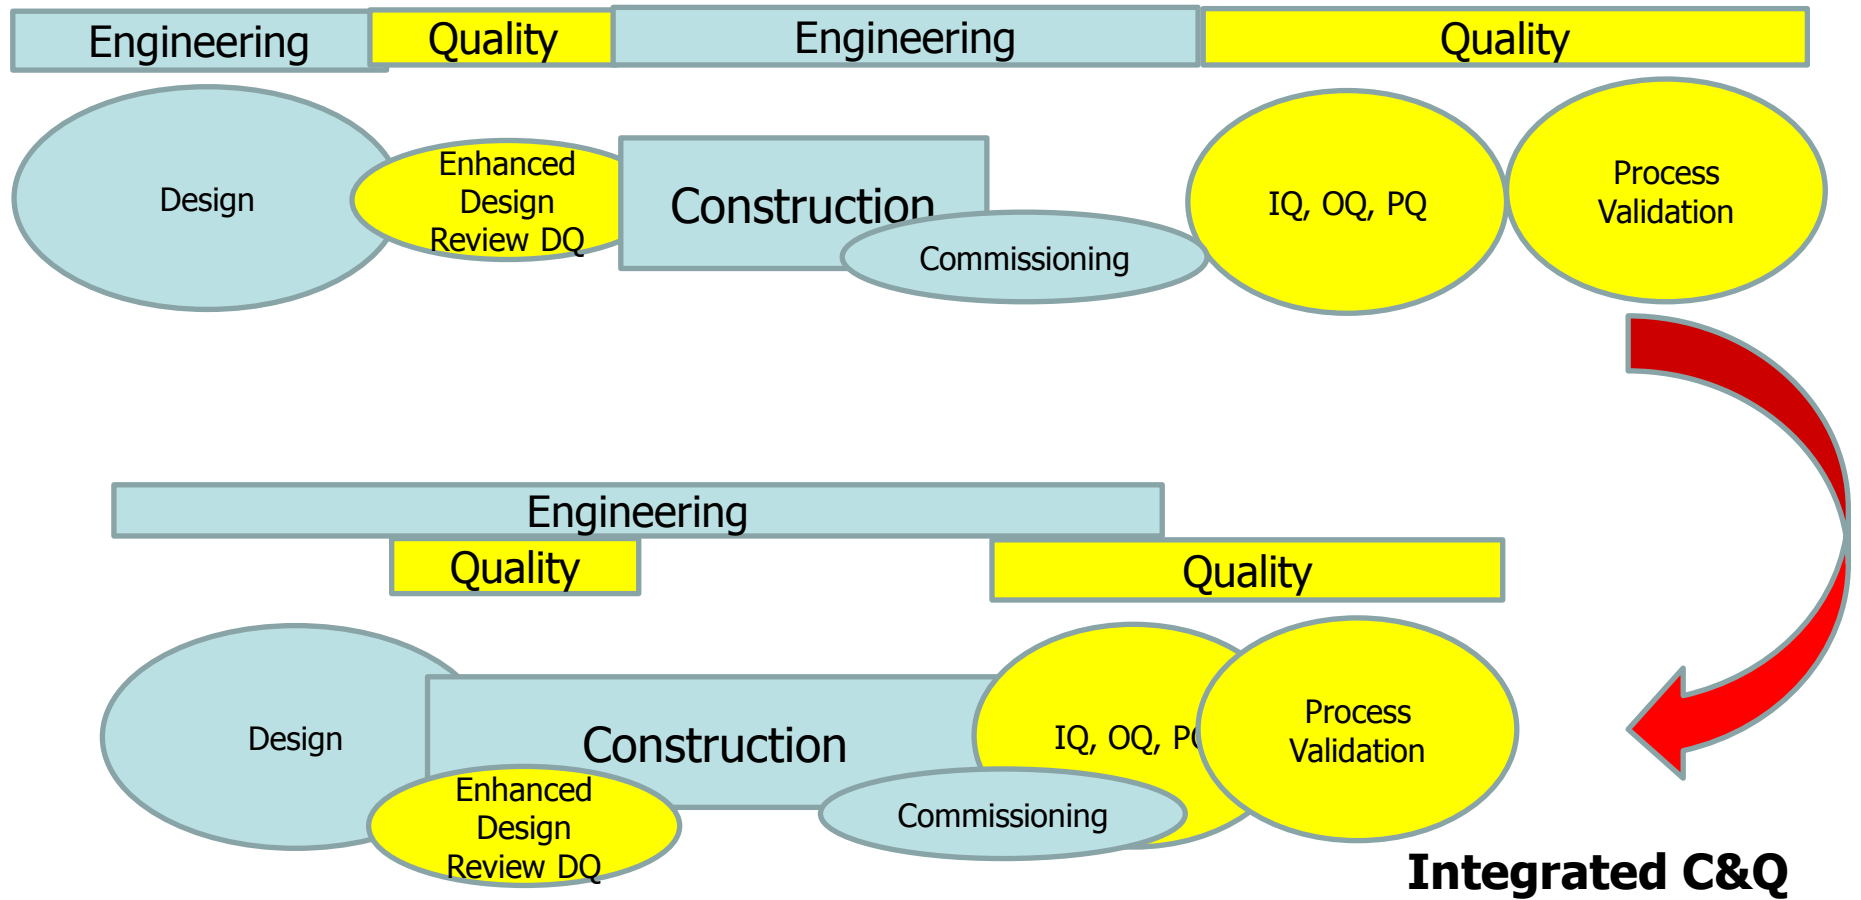 Engineering
Quality
Engineering
Quality
Design
Enhanced
Design
Review DQ
Construction
Commissioning
IQ, OQ, PQ
Process
Validation
Engineering
Quality
Quality
Design
Construction
Enhanced
Design
Review DQ
Commissioning
IQ, OQ, P
Process
Validation
Integrated C&Q